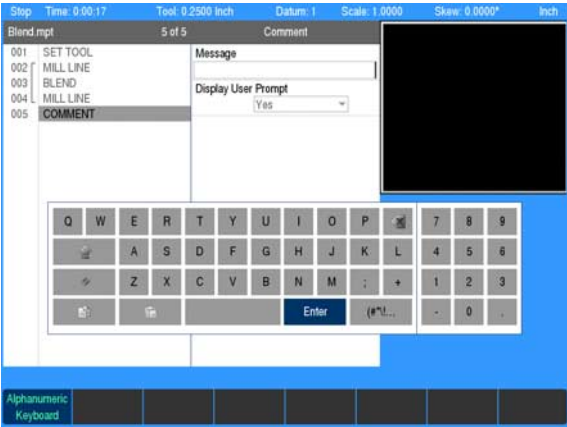 Stop Time: 0:00:17 Tool: 0.2500 Inch Datum: 1 Scale: 1.0000 Skew: 0.0000° Inch
Blend.mpt 5 of 5 Comment
001 SET TOOL
002 MILL LINE
003 BLEND
004 MILL LINE
005 COMMENT
Message
Display User Prompt
Yes
Q W E R T Y U I O P 7 8 9
A S D F G H J K L 4 5 6
Z X C V B N M ; + 1 2 3
Enter (#"\!... - 0 .
Alphanumeric
Keyboard